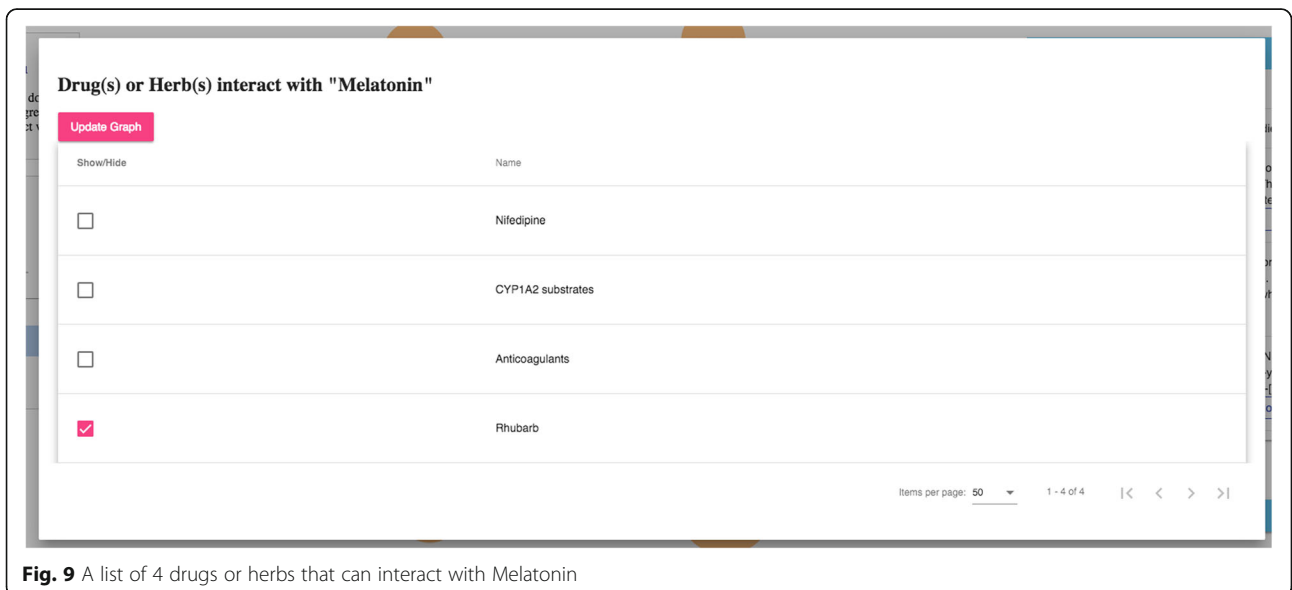 Drug(s) or Herb(s) interact with "Melatonin"
Update Graph
Show/Hide Name
Nifedipine
CYP1A2 substrates
Anticoagulants
Rhubarb
Items per page: 50 1 - 4 of 4
Fig. 9 A list of 4 drugs or herbs that can interact with Melatonin